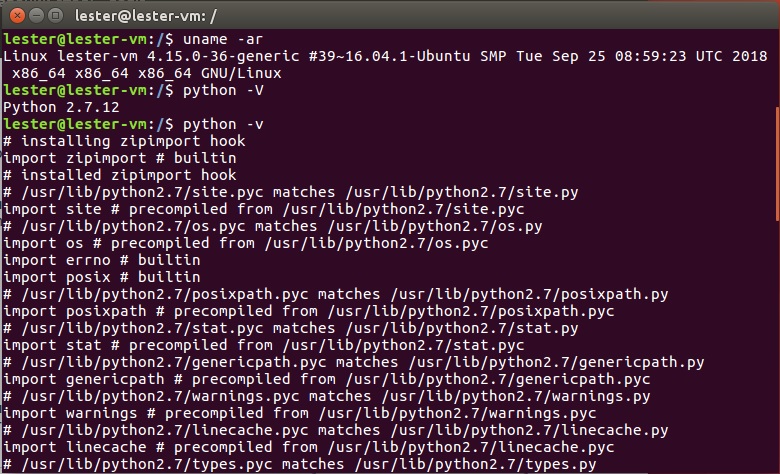 lester@lester-vm: /
lester@lester-vm:/$ uname -ar
Linux lester-vm 4.15.0-36-generic #39~16.04.1-Ubuntu SMP Tue Sep 25 08:59:23 UTC 2018
 x86_64 x86_64 x86_64 GNU/Linux
lester@lester-vm:/$ python -V
Python 2.7.12
lester@lester-vm:/$ python -v
# installing zipimport hook
import zipimport # builtin
# installed zipimport hook
# /usr/lib/python2.7/site.pyc matches /usr/lib/python2.7/site.py
import site # precompiled from /usr/lib/python2.7/site.pyc
# /usr/lib/python2.7/os.pyc matches /usr/lib/python2.7/os.py
import os # precompiled from /usr/lib/python2.7/os.pyc
import errno # builtin
import posix # builtin
# /usr/lib/python2.7/posixpath.pyc matches /usr/lib/python2.7/posixpath.py
import posixpath # precompiled from /usr/lib/python2.7/posixpath.pyc
# /usr/lib/python2.7/stat.pyc matches /usr/lib/python2.7/stat.py
import stat # precompiled from /usr/lib/python2.7/stat.pyc
# /usr/lib/python2.7/genericpath.pyc matches /usr/lib/python2.7/genericpath.py
import genericpath # precompiled from /usr/lib/python2.7/genericpath.pyc
# /usr/lib/python2.7/warnings.pyc matches /usr/lib/python2.7/warnings.py
import warnings # precompiled from /usr/lib/python2.7/warnings.pyc
# /usr/lib/python2.7/linecache.pyc matches /usr/lib/python2.7/linecache.py
import linecache # precompiled from /usr/lib/python2.7/linecache.pyc
# /usr/lib/python2.7/types.pyc matches /usr/lib/python2.7/types.py